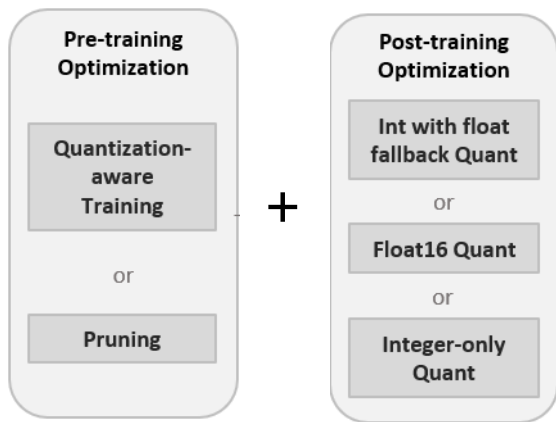 Pre-training
Optimization
Quantization-
aware
Training
or
Pruning
+
Post-training
Optimization
Int with float
fallback Quant
or
Float16 Quant
or
Integer-only
Quant